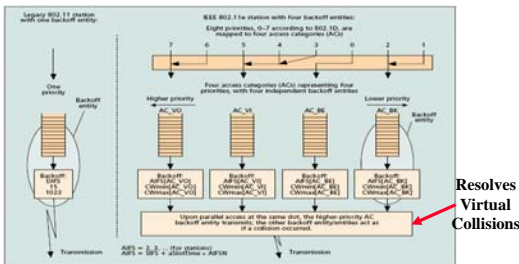 Legacy 802.11 station
with one backoff entity:
IEEE 802.11e station with four backoff entities:
Eight priorities, 0–7 according to 802.1D, are
mapped to four access categories (ACs)
7 6 5 4 3 0 2 1
Four access categories (ACs) representing four
priorities, with four independent backoff entities
One
priority
Higher priority
Lower priority
Backoff
entity
AC_VO AC_VI AC_BE AC_BK
Backoff
entity
Backoff:
DIFS
15
1023
Backoff:
AIFS[AC_VO]
CWmin[AC_VO]
CWmax[AC_VO]
Backoff:
AIFS[AC_VI]
CWmin[AC_VI]
CWmax[AC_VI]
Backoff:
AIFS[AC_BE]
CWmin[AC_BE]
CWmax[AC_BE]
Backoff:
AIFS[AC_BK]
CWmin[AC_BK]
CWmax[AC_BK]
Resolves
Virtual
Collisions
Upon parallel access at the same slot, the higher-priority AC
backoff entity transmits; the other backoff entity/entities act as
if a collision occurred.
Transmission
AIFS = 2, 3, ... (for stations)
AIFS = SIFS + aSlotTime × AIFSN
Transmission